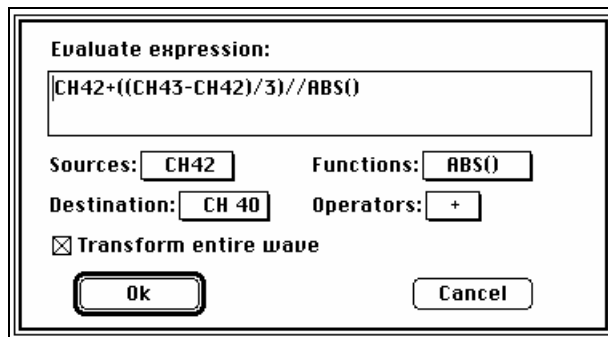 Evaluate expression:
CH42+((CH43-CH42)/3)//ABS()
Sources: CH42 Functions: ABS()
Destination: CH 40 Operators: +
Transform entire wave
Ok Cancel